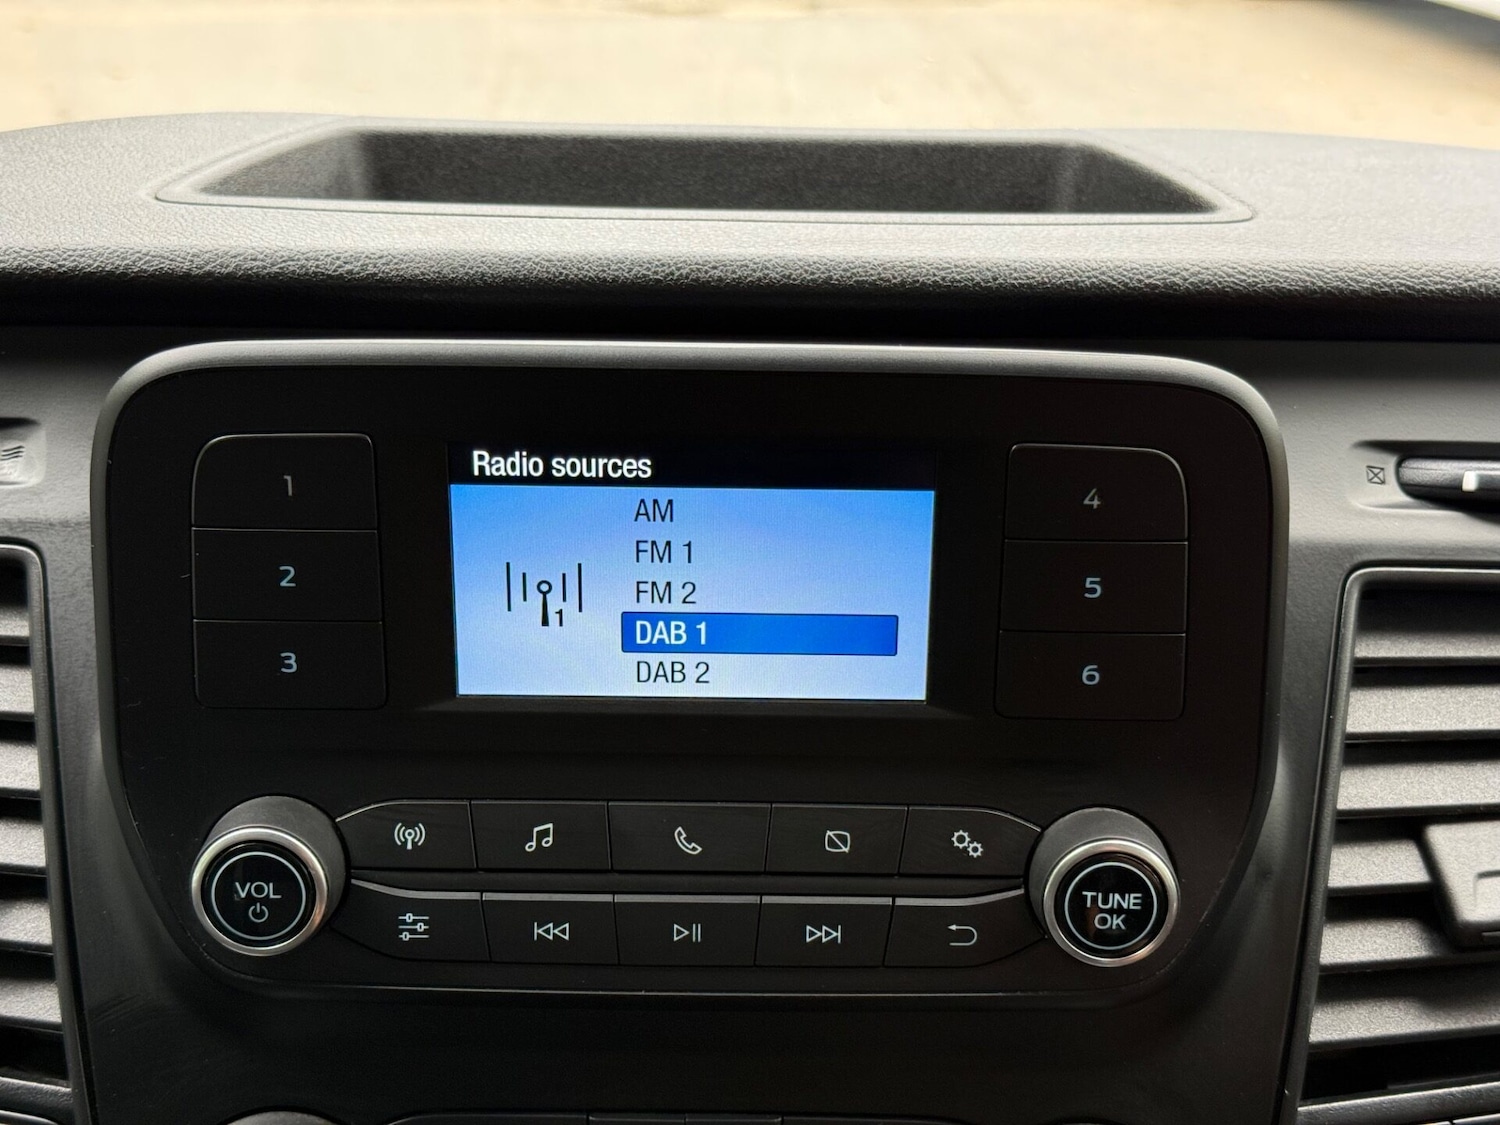 Radio sources
AM
FM 1
FM 2
DAB 1
DAB 2
1
1
2
3
4
5
6
VOL
TUNE
OK